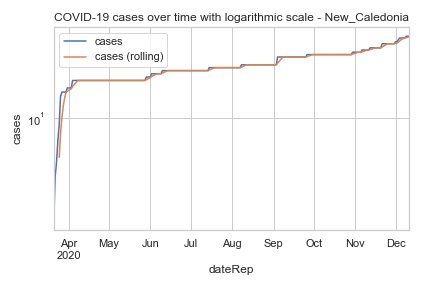 COVID-19 cases over time with logarithmic scale - New_Caledonia
cases
cases (rolling)
10¹
cases
Apr May Jun Jul Aug Sep Oct Nov Dec
2020
dateRep